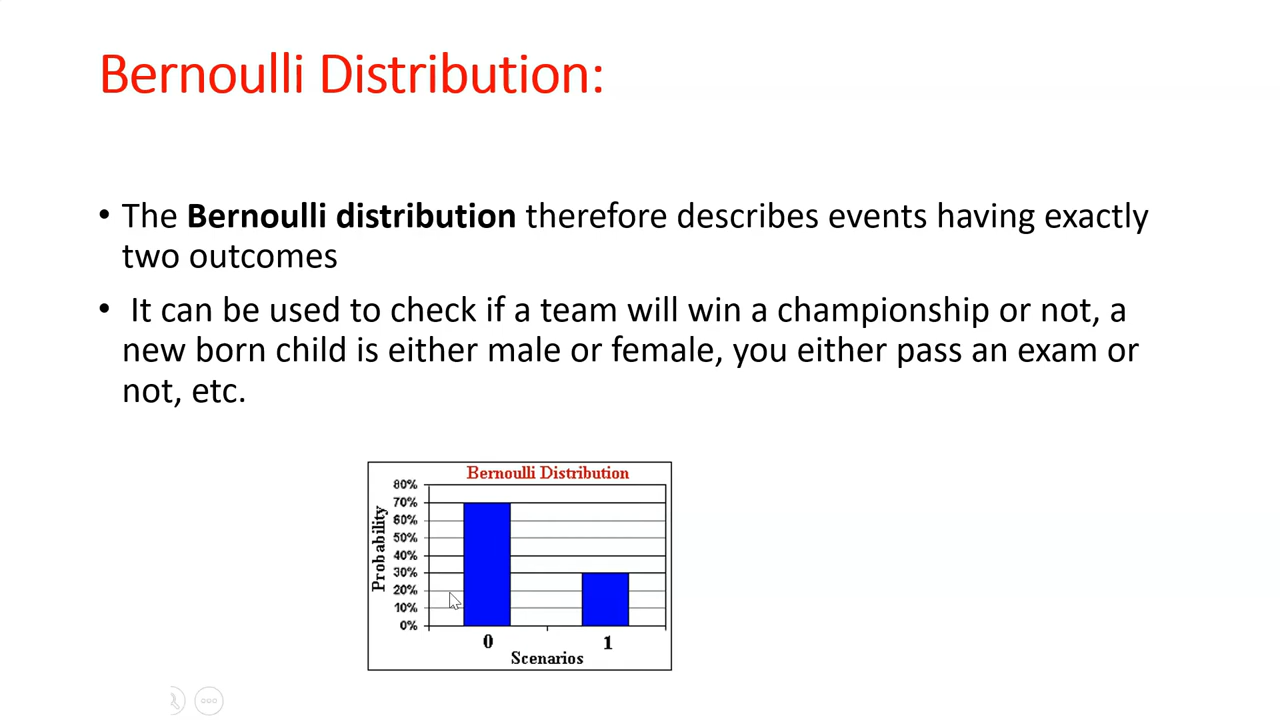 Bernoulli Distribution:
• The Bernoulli distribution therefore describes events having exactly
two outcomes
• It can be used to check if a team will win a championship or not, a
new born child is either male or female, you either pass an exam or
not, etc.
Bernoulli Distribution
Probability
80%
70%
60%
50%
40%
30%
20%
10%
0%
0 1
Scenarios